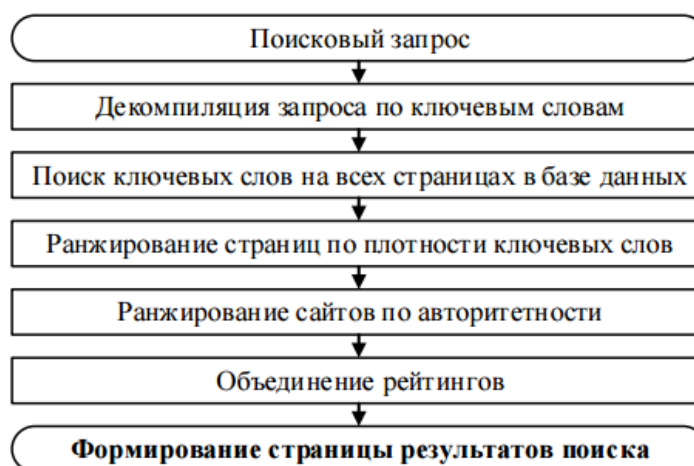 Поисковый запрос
Декомпиляция запроса по ключевым словам
Поиск ключевых слов на всех страницах в базе данных
Ранжирование страниц по плотности ключевых слов
Ранжирование сайтов по авторитетности
Объединение рейтингов
Формирование страницы результатов поиска